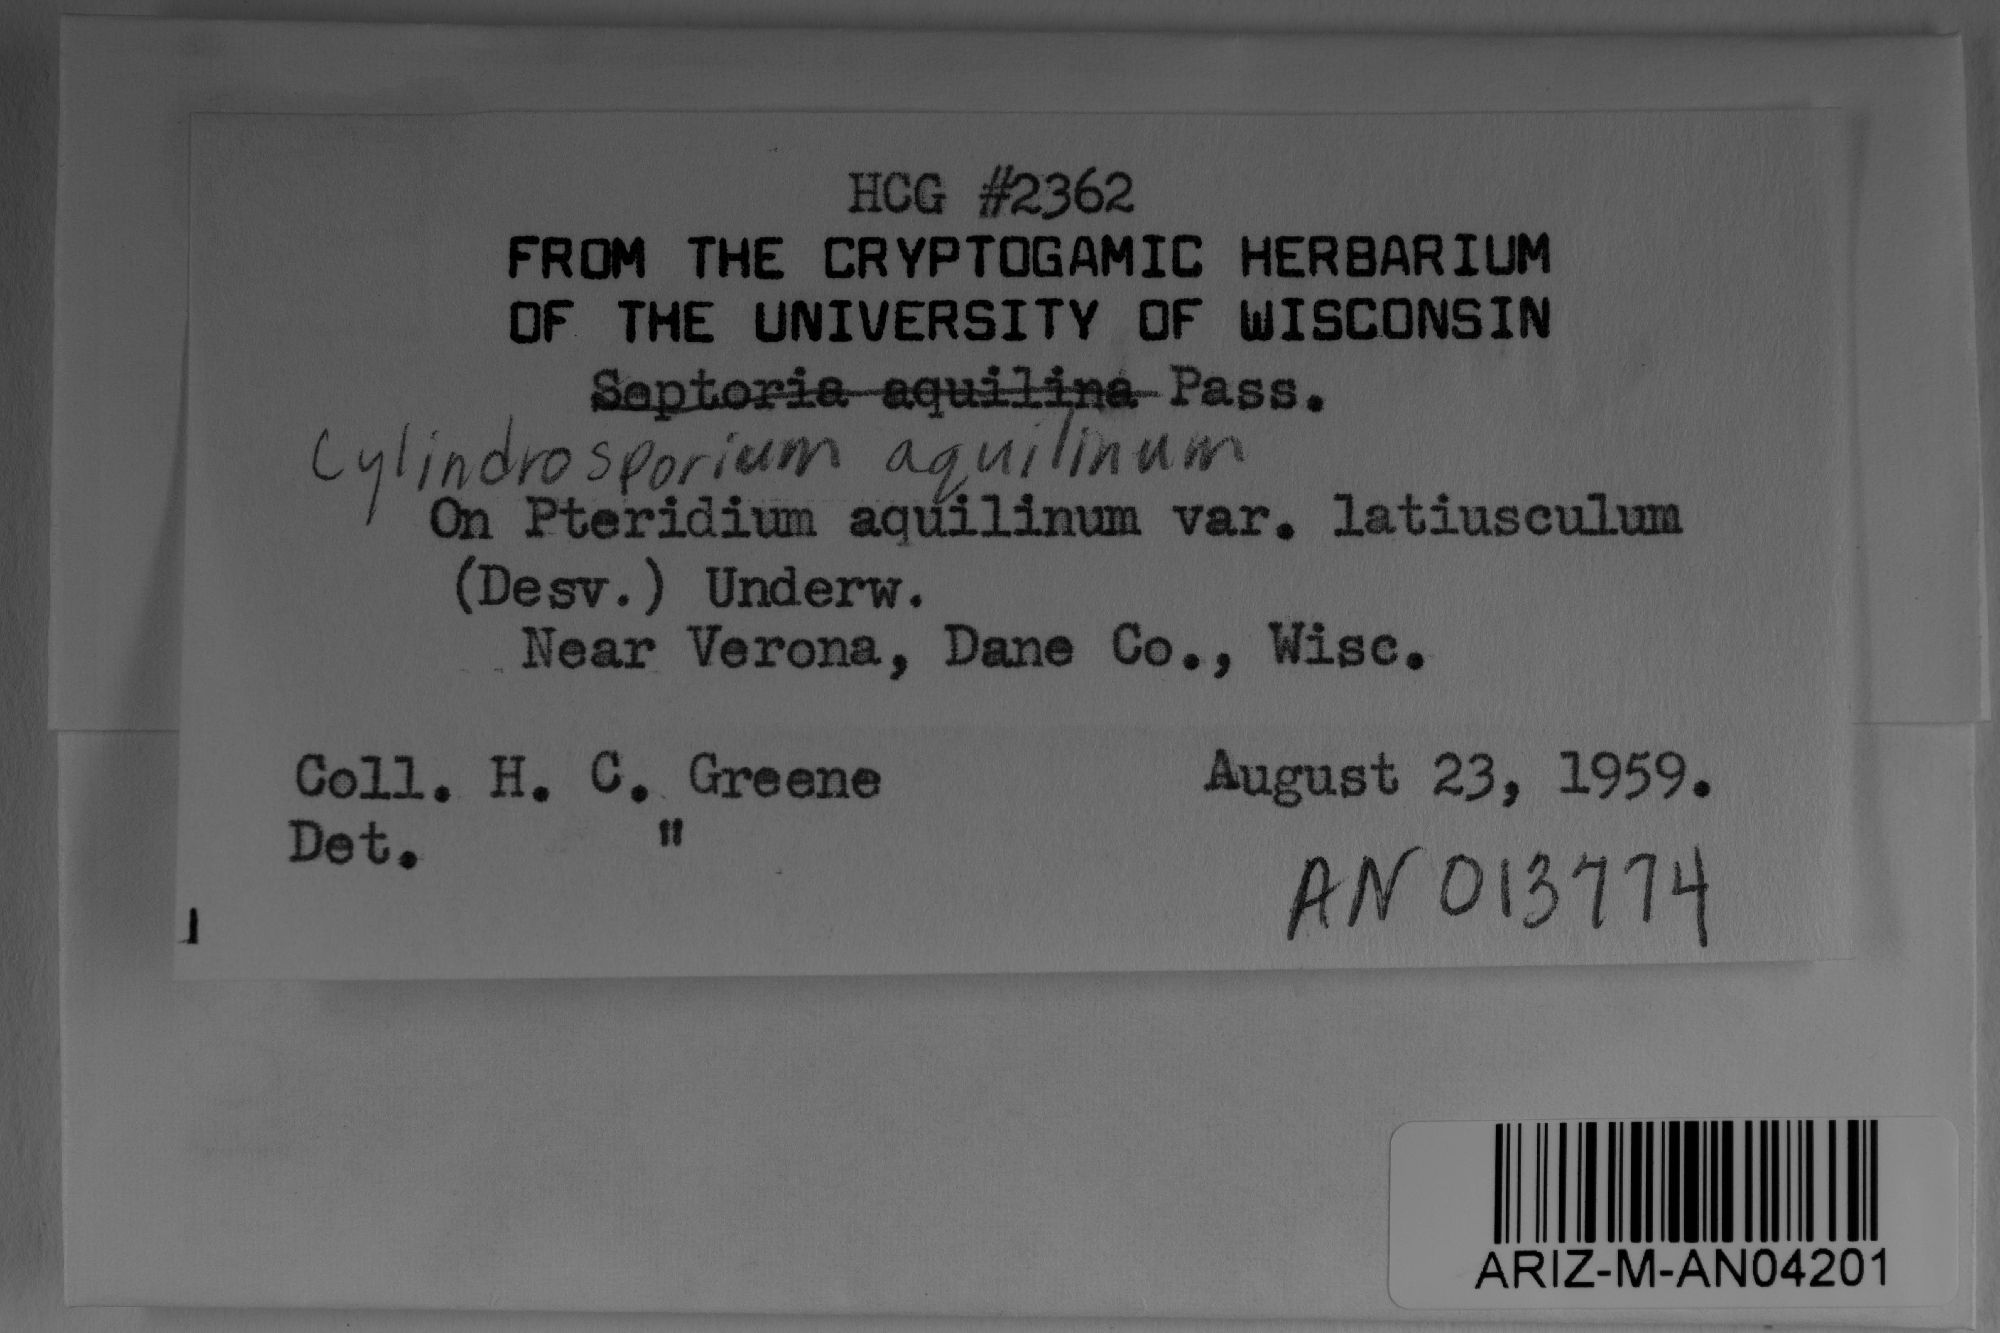 HCG #2362
FROM THE CRYPTOGAMIC HERBARIUM
OF THE UNIVERSITY OF WISCONSIN
Septoria aquilina Pass.
Cylindrosporium aquilinum
On Pteridium aquilinum var. latiusculum
(Desv.) Underw.
Near Verona, Dane Co., Wisc.
Coll. H. C. Greene August 23, 1959.
Det. "
AN 013774
1
ARIZ-M-AN04201